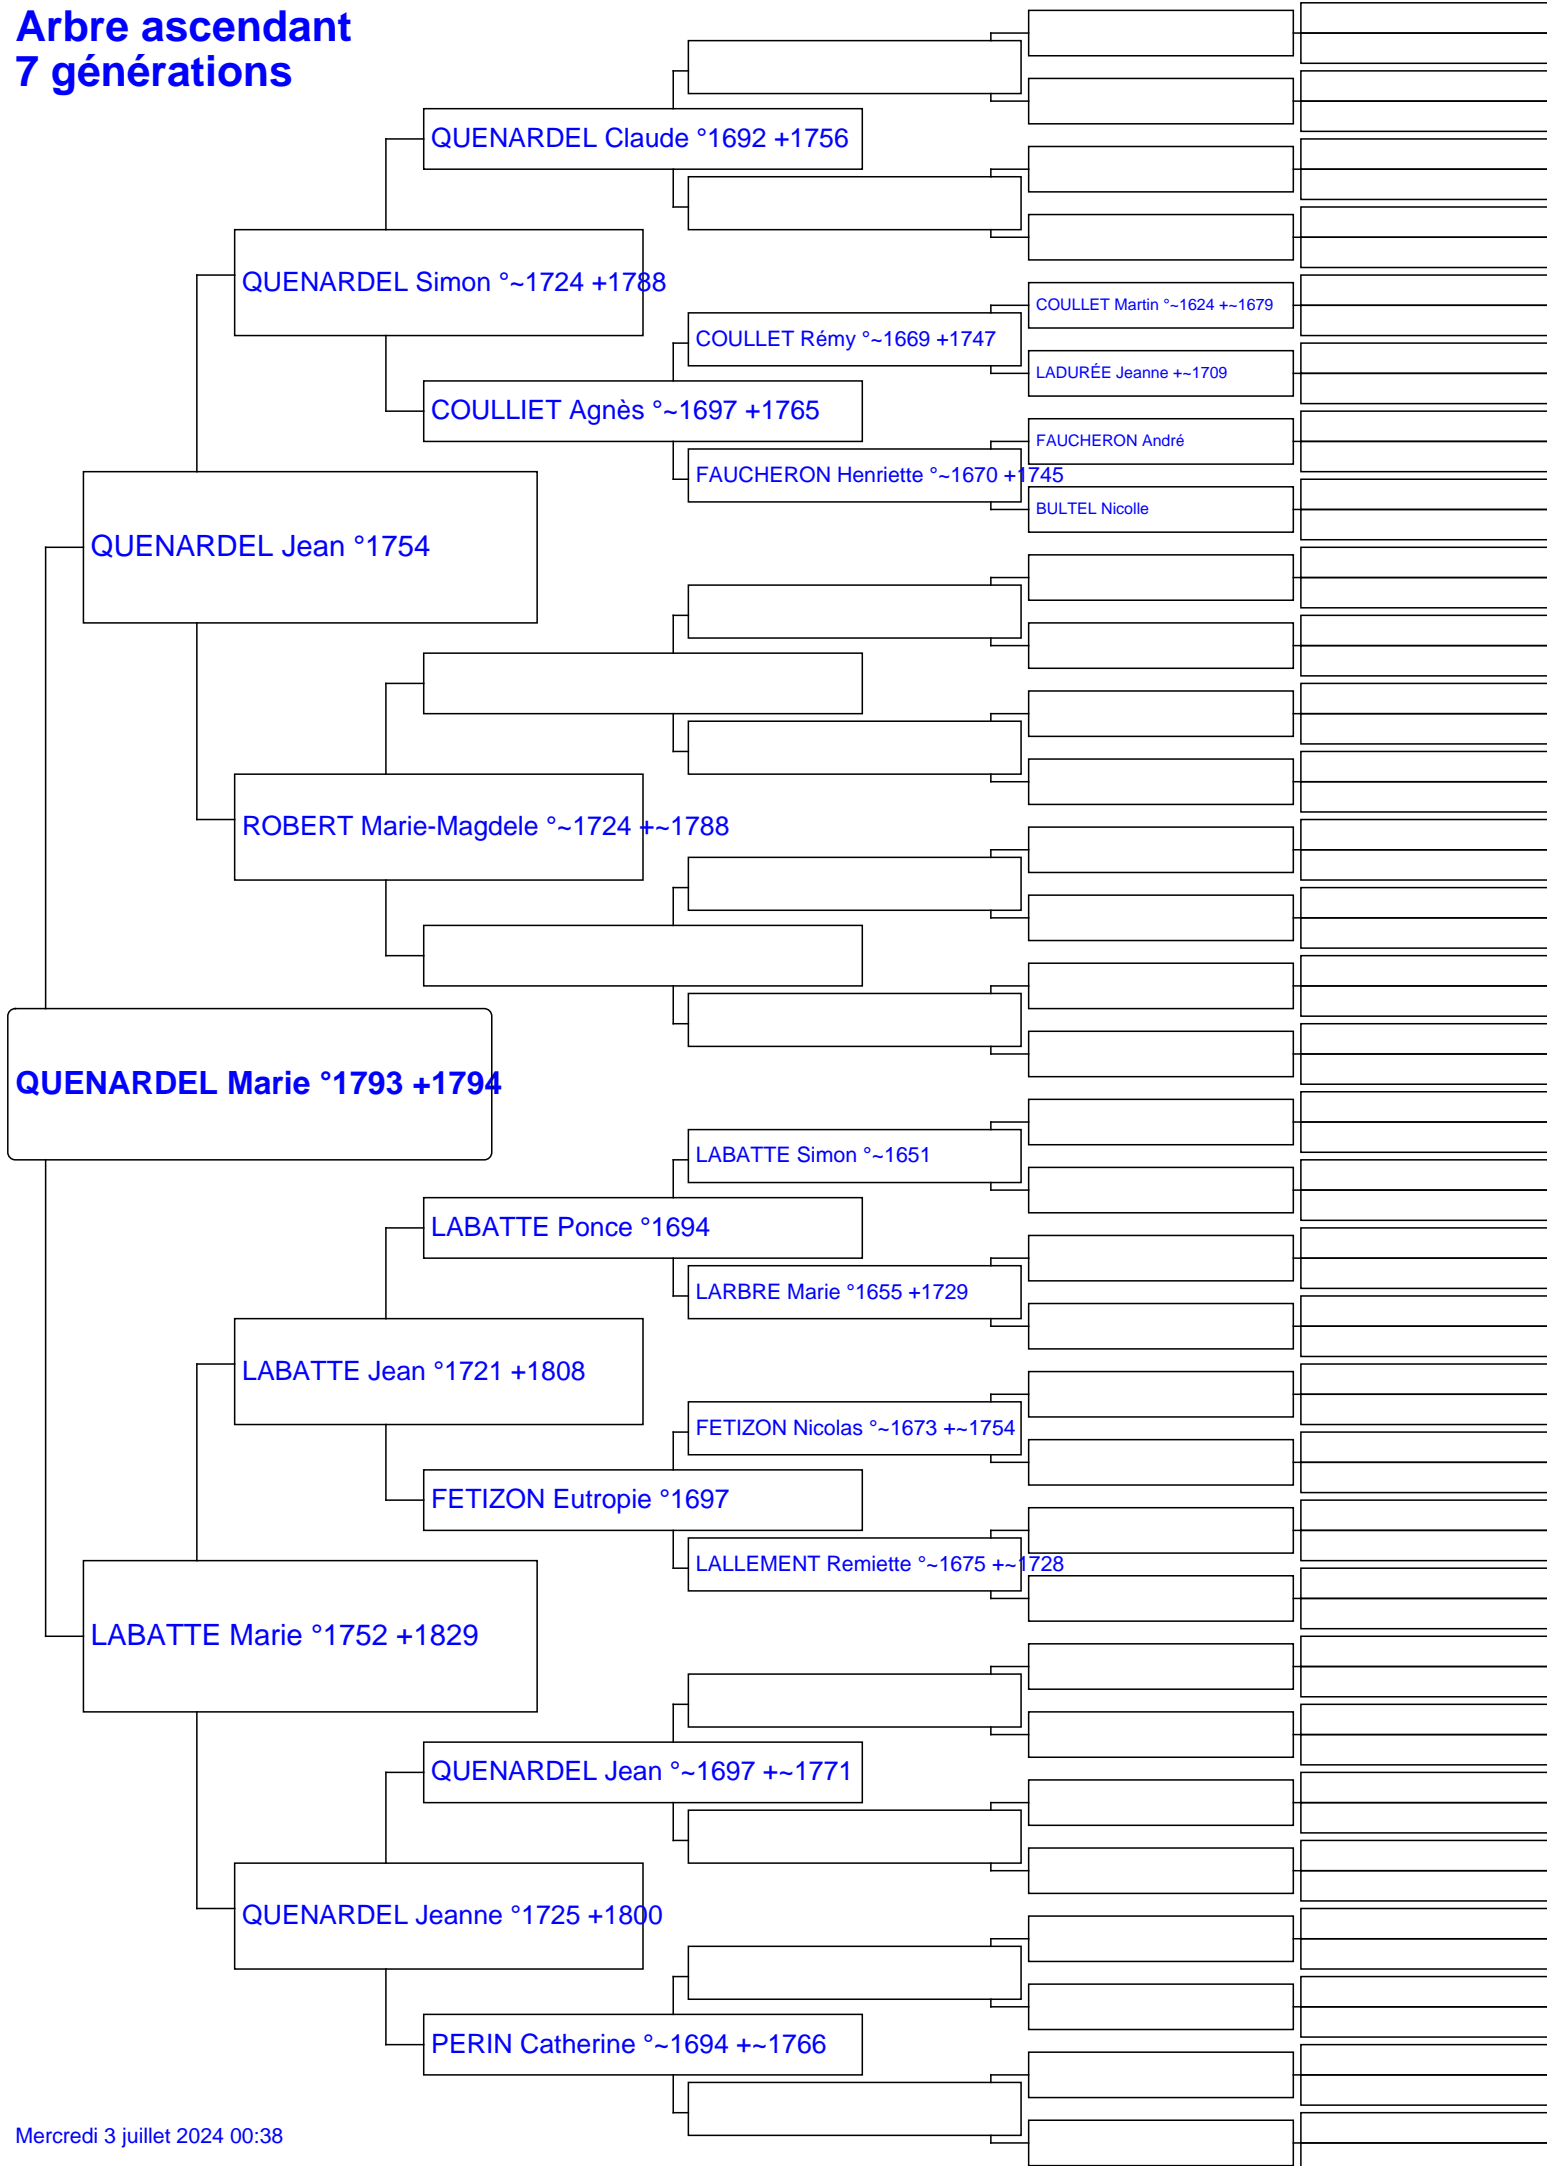 Arbre ascendant
7 générations
QUENARDEL Claude °1692 +1756
QUENARDEL Simon °~1724 +1788
COULLET Martin °~1624 +~1679
COULLET Rémy °~1669 +1747
LADURÉE Jeanne +~1709
COULLIET Agnès °~1697 +1765
FAUCHERON André
FAUCHERON Henriette °~1670 +1745
BULTEL Nicolle
QUENARDEL Jean °1754
ROBERT Marie-Magdele °~1724 +~1788
QUENARDEL Marie °1793 +1794
LABATTE Simon °~1651
LABATTE Ponce °1694
LARBRE Marie °1655 +1729
LABATTE Jean °1721 +1808
FETIZON Nicolas °~1673 +~1754
FETIZON Eutropie °1697
LALLEMENT Remiette °~1675 +~1728
LABATTE Marie °1752 +1829
QUENARDEL Jean °~1697 +~1771
QUENARDEL Jeanne °1725 +1800
PERIN Catherine °~1694 +~1766
Mercredi 3 juillet 2024 00:38